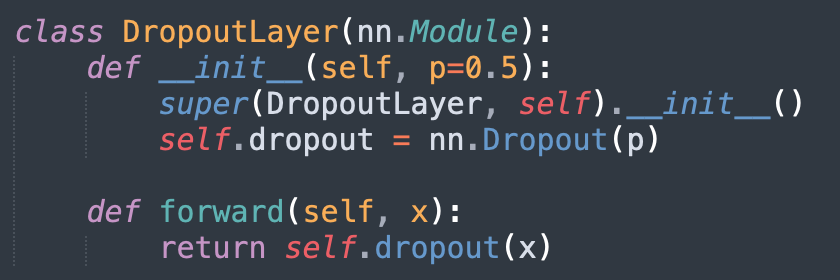 class DropoutLayer(nn.Module):
    def __init__(self, p=0.5):
        super(DropoutLayer, self).__init__()
        self.dropout = nn.Dropout(p)

    def forward(self, x):
        return self.dropout(x)